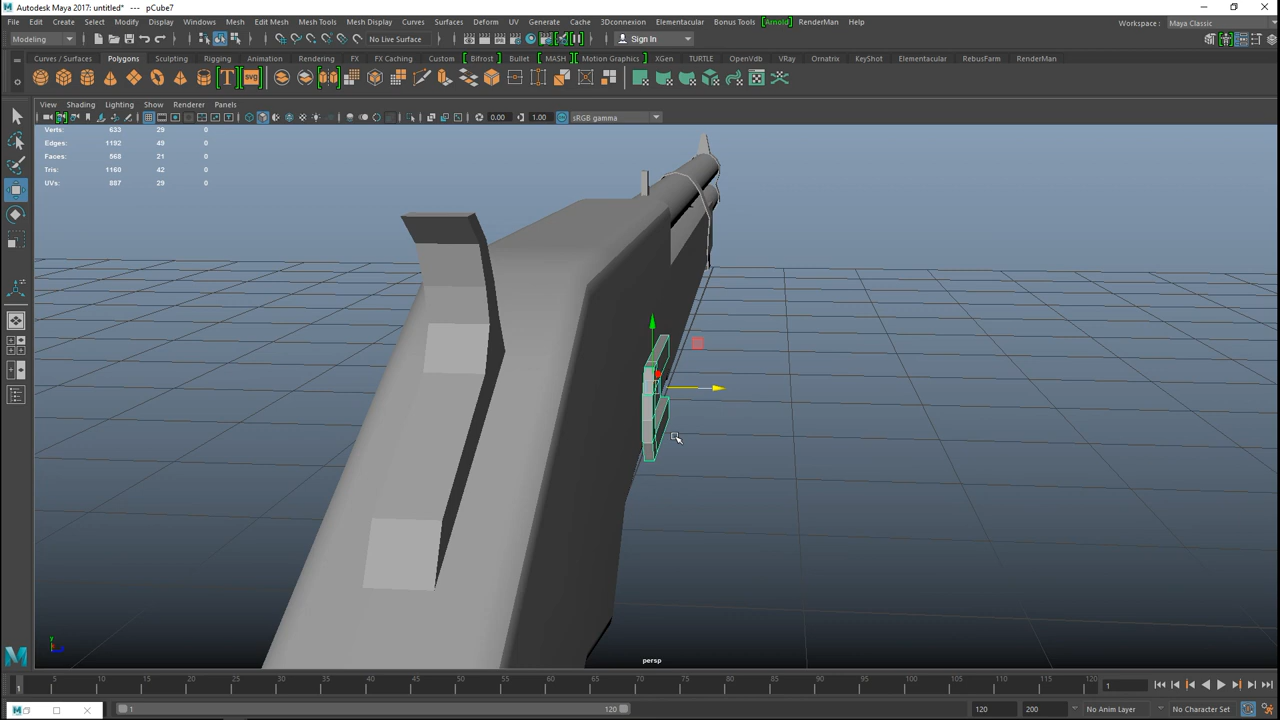 Autodesk Maya 2017: untitled*   ---   pCube7
File Edit Create Select Modify Display Windows Mesh Edit Mesh Mesh Tools Mesh Display Curves Surfaces Deform UV Generate Cache 3Dconnexion Elementacular Bonus Tools [Arnold] RenderMan Help
Workspace : Maya Classic
Modeling No Live Surface Sign In
Curves / Surfaces Polygons Sculpting Rigging Animation Rendering FX FX Caching Custom Bifrost Bullet MASH Motion Graphics XGen TURTLE OpenVdb VRay Ornatrix KeyShot Elementacular RebusFarm RenderMan
T svg
View Shading Lighting Show Renderer Panels
0.00 1.00 sRGB gamma
Verts: 633 29 0
Edges: 1192 49 0
Faces: 568 21 0
Tris: 1160 42 0
UVs: 887 29 0
y
persp
1 5 10 15 20 25 30 35 40 45 50 55 60 65 70 75 80 85 90 95 100 105 110 115 120 1
1 120 120 200 No Anim Layer No Character Set